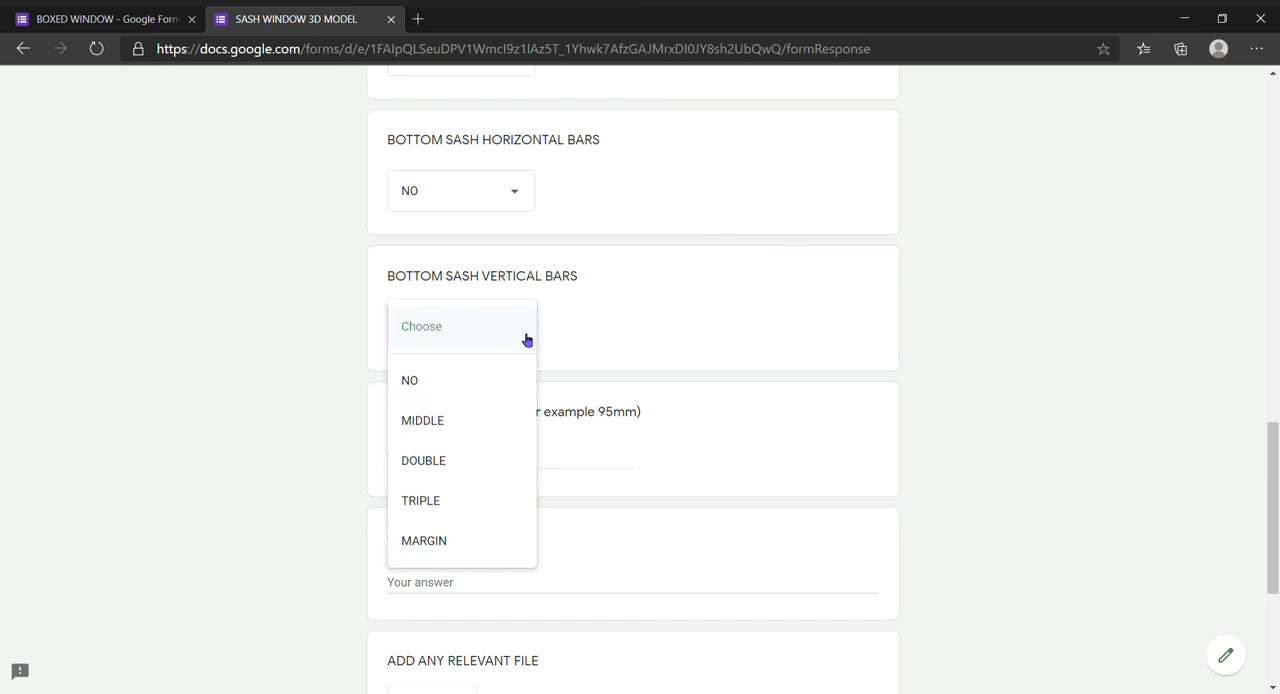 BOXED WINDOW - Google Form
SASH WINDOW 3D MODEL
https://docs.google.com/forms/d/e/1FAIpQLSeuDPV1Wmcl9z1lAz5T_1Yhwk7AfzGAJMrxDI0JY8sh2UbQwQ/formResponse
BOTTOM SASH HORIZONTAL BARS
NO
BOTTOM SASH VERTICAL BARS
Choose
NO
example 95mm)
MIDDLE
DOUBLE
TRIPLE
MARGIN
Your answer
ADD ANY RELEVANT FILE